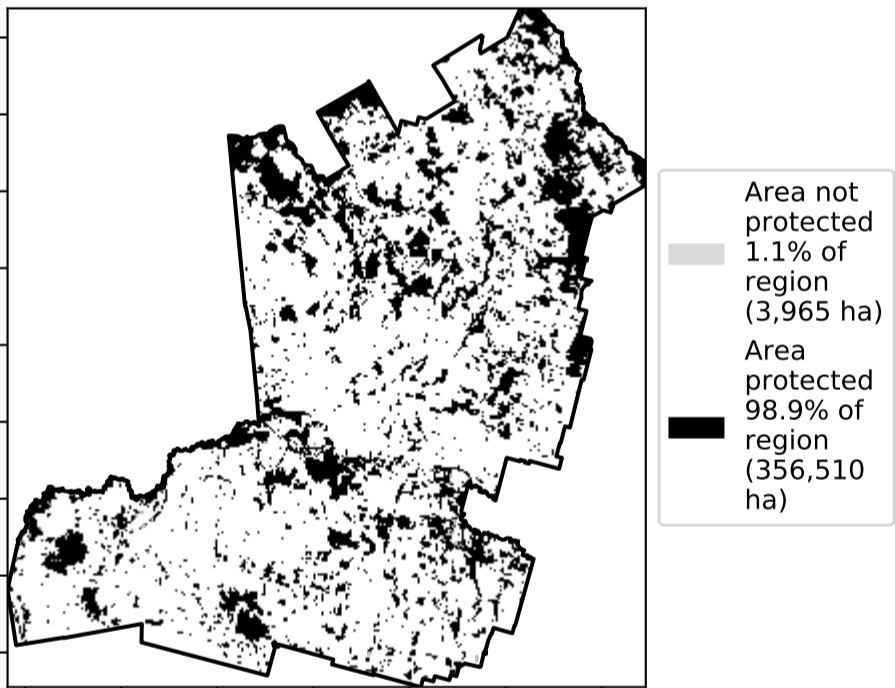 Area not
protected
1.1% of
region
(3,965 ha)
Area
protected
98.9% of
region
(356,510
ha)